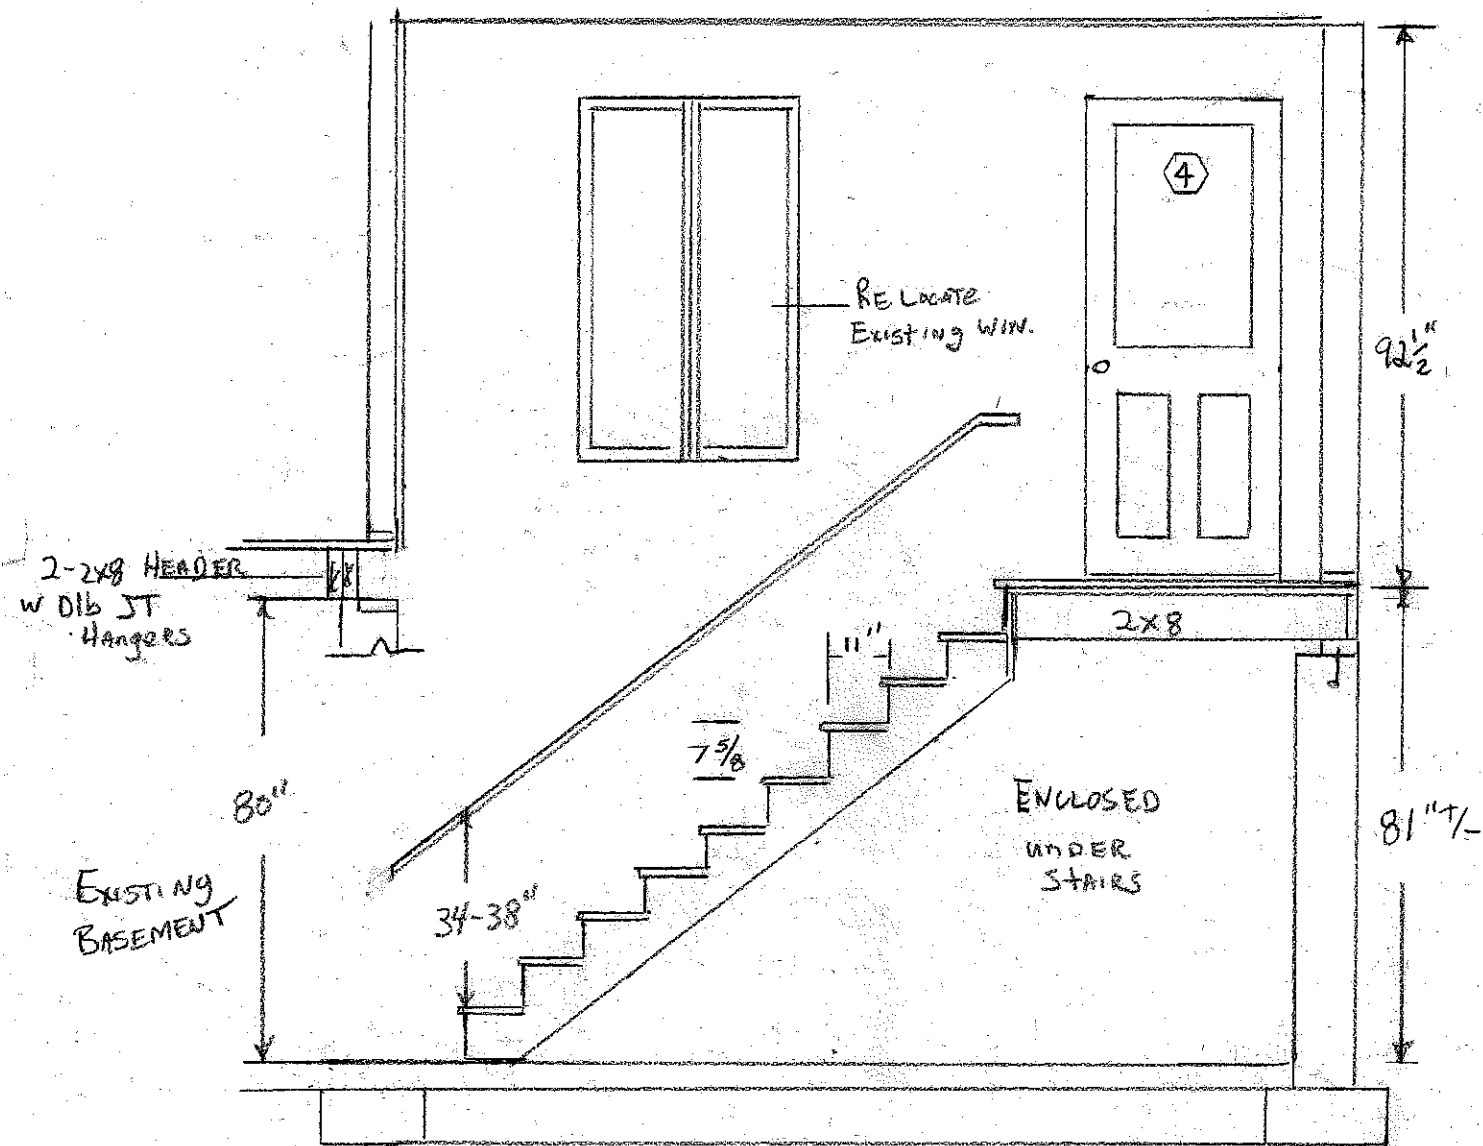 4
RELOCATE
Existing WIN.
92 1/2"
2-2x8 HEADER
w Dlb JT
Hangers
2x8
11"
7 5/8
80"
ENCLOSED
unDER
StAIRS
81" +/-
Existing
BASEMENT
34-38"